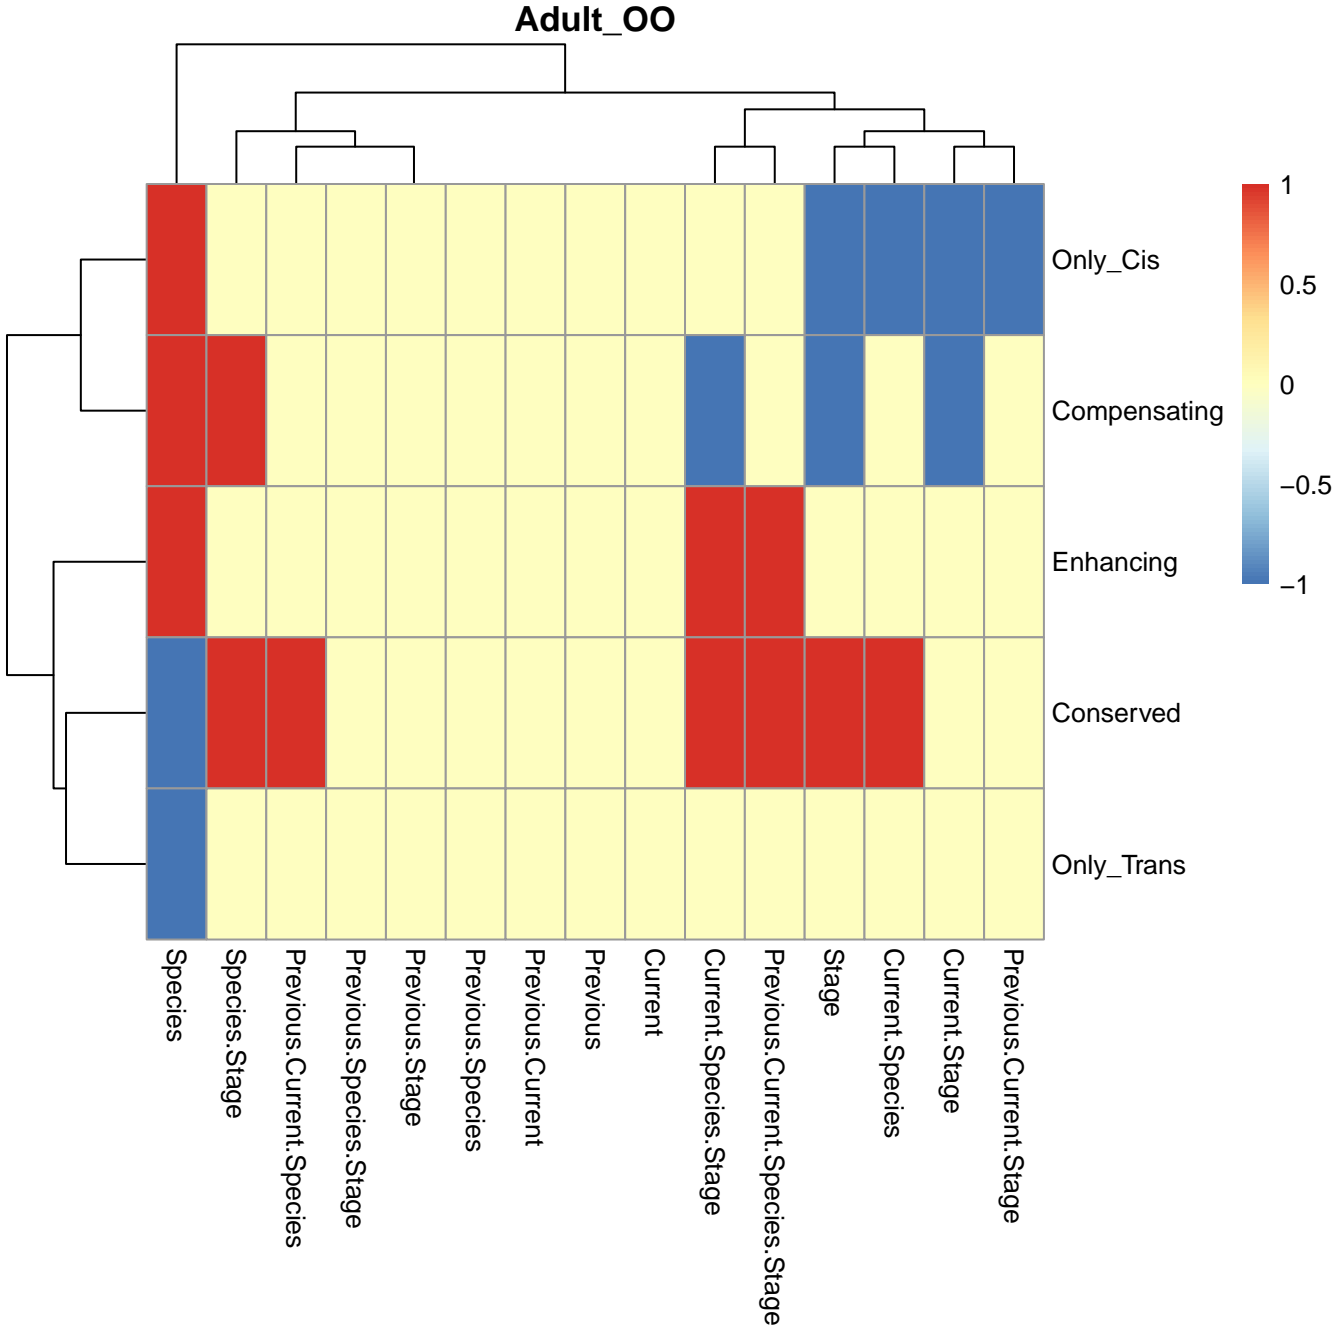 Adult_OO
1
0.5
0
−0.5
−1
Only_Cis
Compensating
Enhancing
Conserved
Only_Trans
Species
Species.Stage
Previous.Current.Species
Previous.Species.Stage
Previous.Stage
Previous.Species
Previous.Current
Previous
Current
Current.Species.Stage
Previous.Current.Species.Stage
Stage
Current.Species
Current.Stage
Previous.Current.Stage